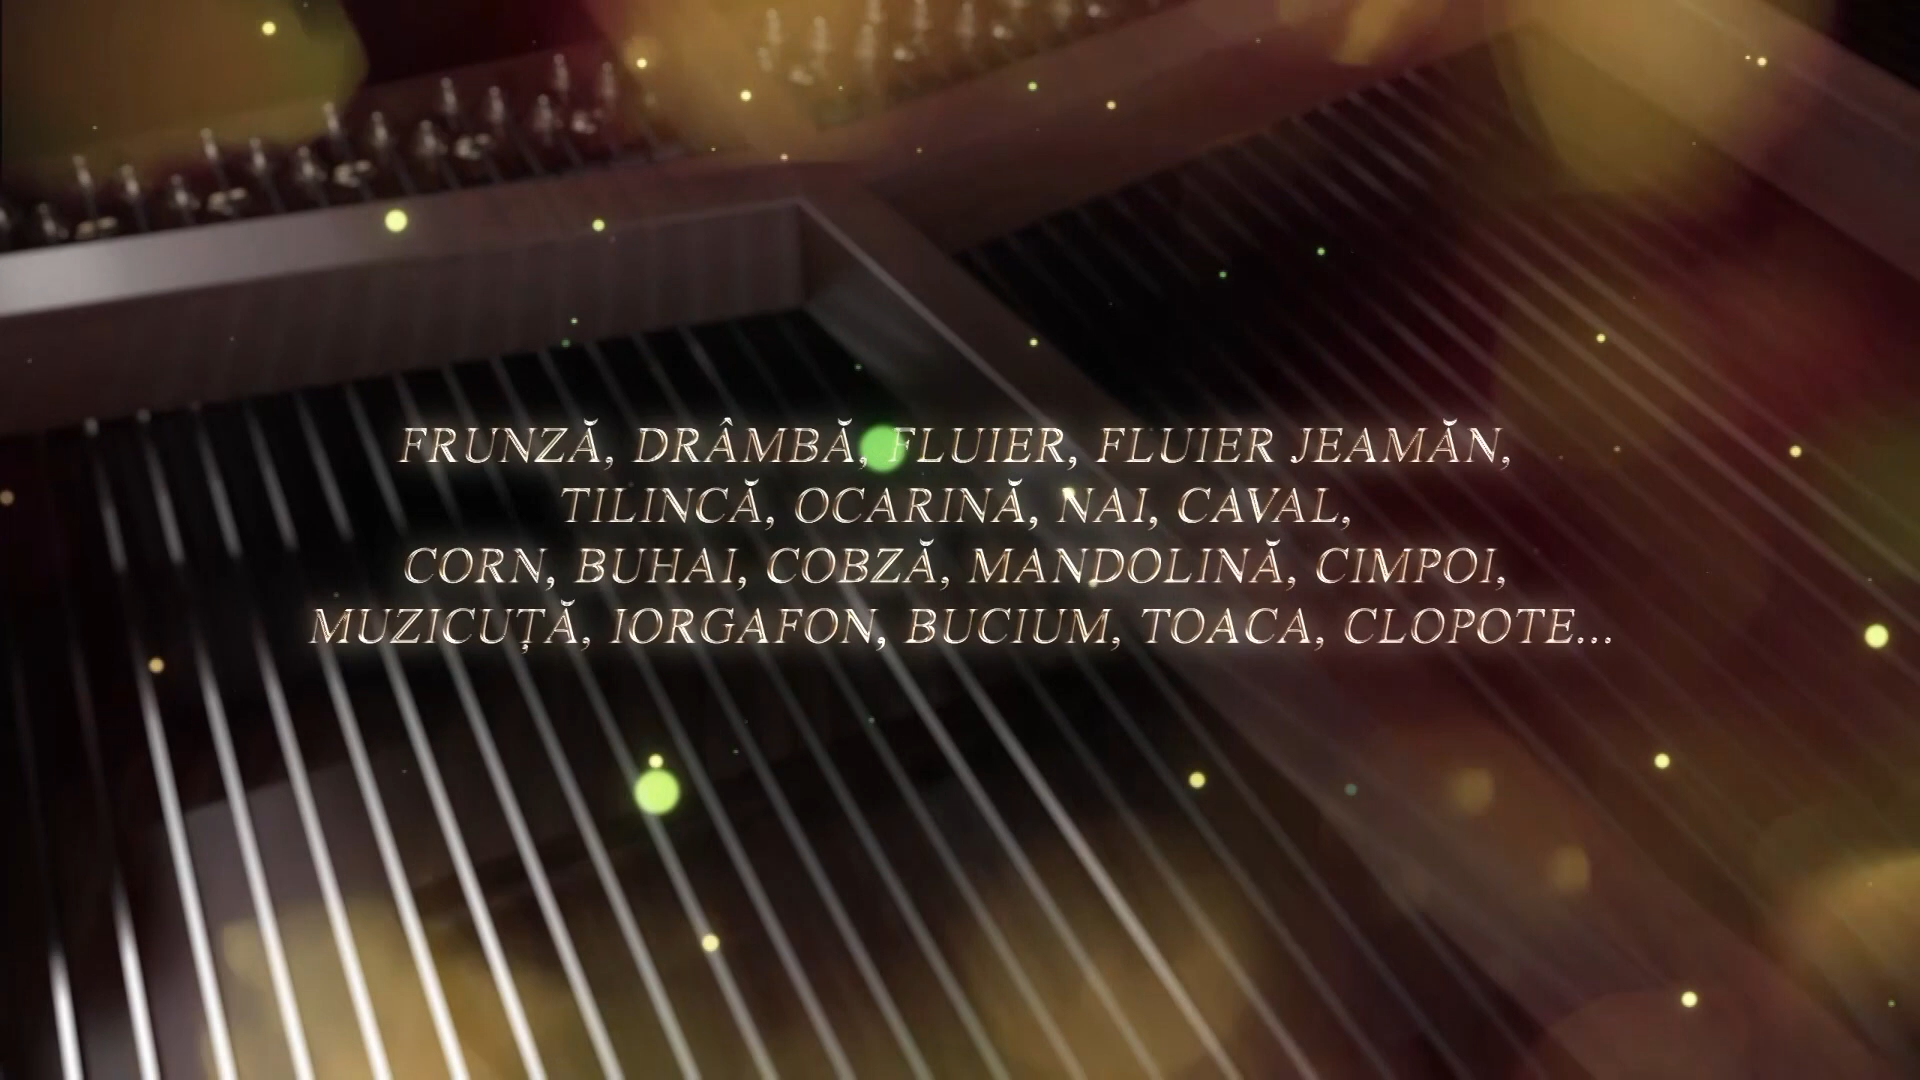 FRUNZĂ, DRÂMBĂ, FLUIER, FLUIER JEAMĂN,
TILINCĂ, OCARINĂ, NAI, CAVAL,
CORN, BUHAI, COBZĂ, MANDOLINĂ, CIMPOI,
MUZICUȚĂ, IORGAFON, BUCIUM, TOACA, CLOPOTE...